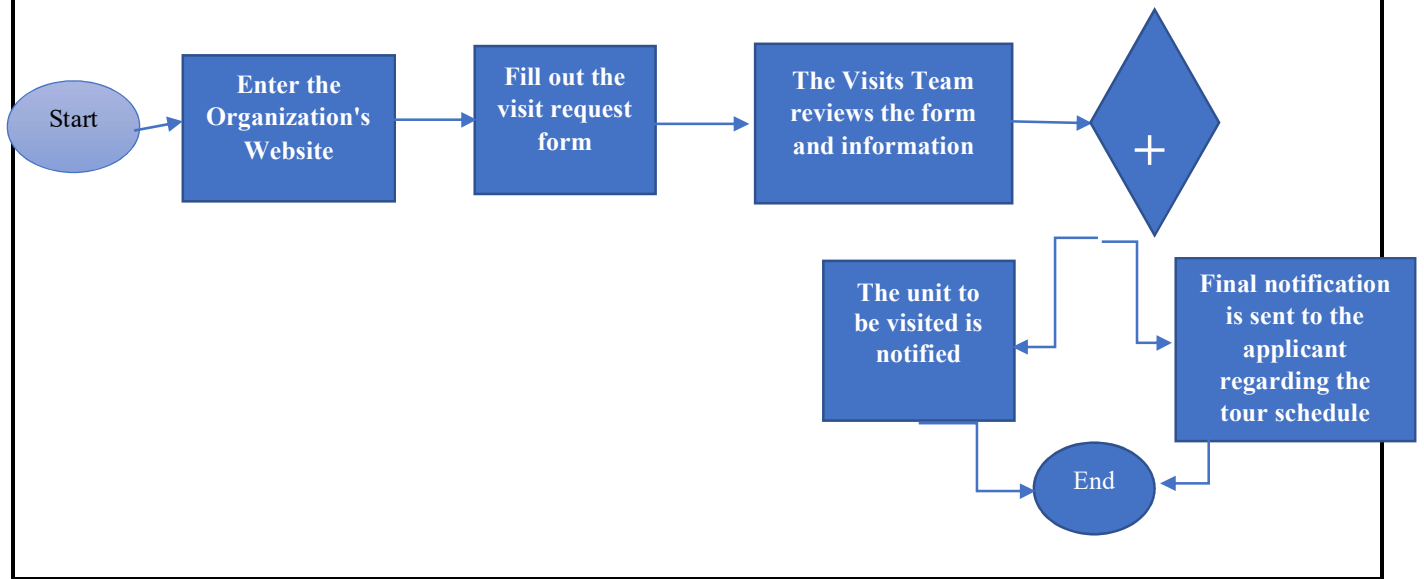 Start
Enter the
Organization's
Website
Fill out the
visit request
form
The Visits Team
reviews the form
and information
+
The unit to
be visited is
notified
Final notification
is sent to the
applicant
regarding the
tour schedule
End